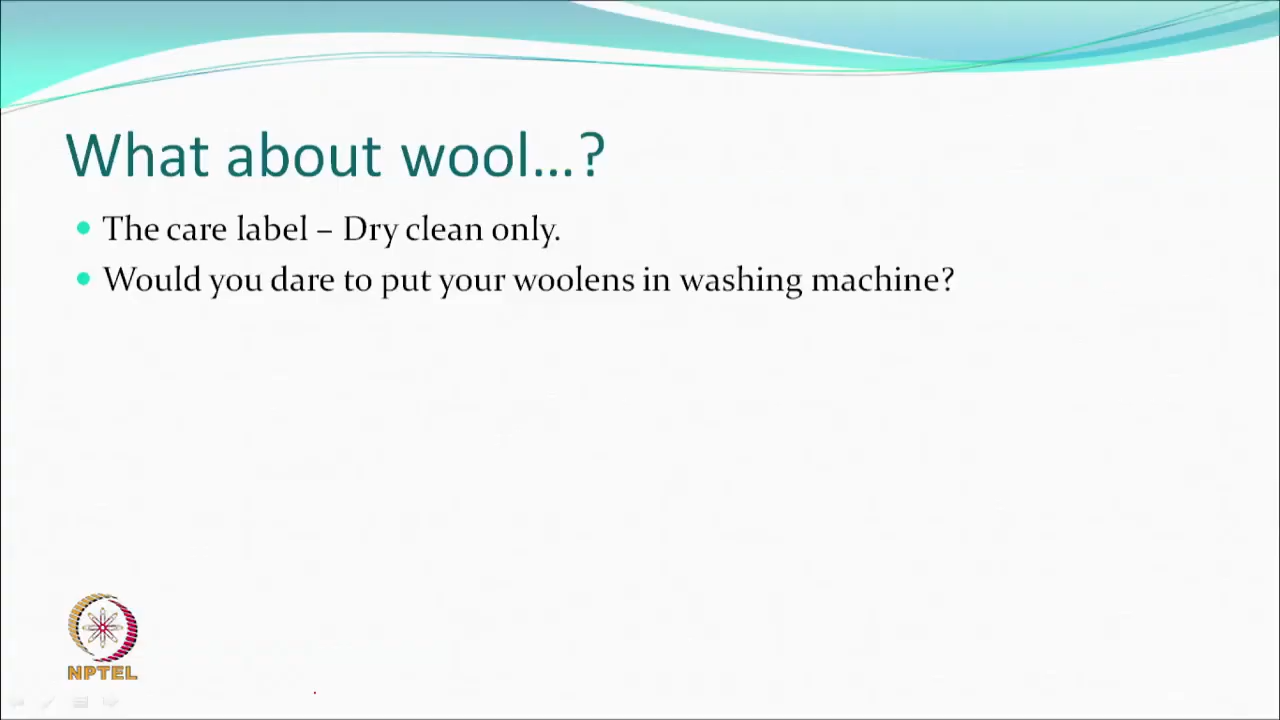 What about wool...?
The care label – Dry clean only.
Would you dare to put your woolens in washing machine?
NPTEL